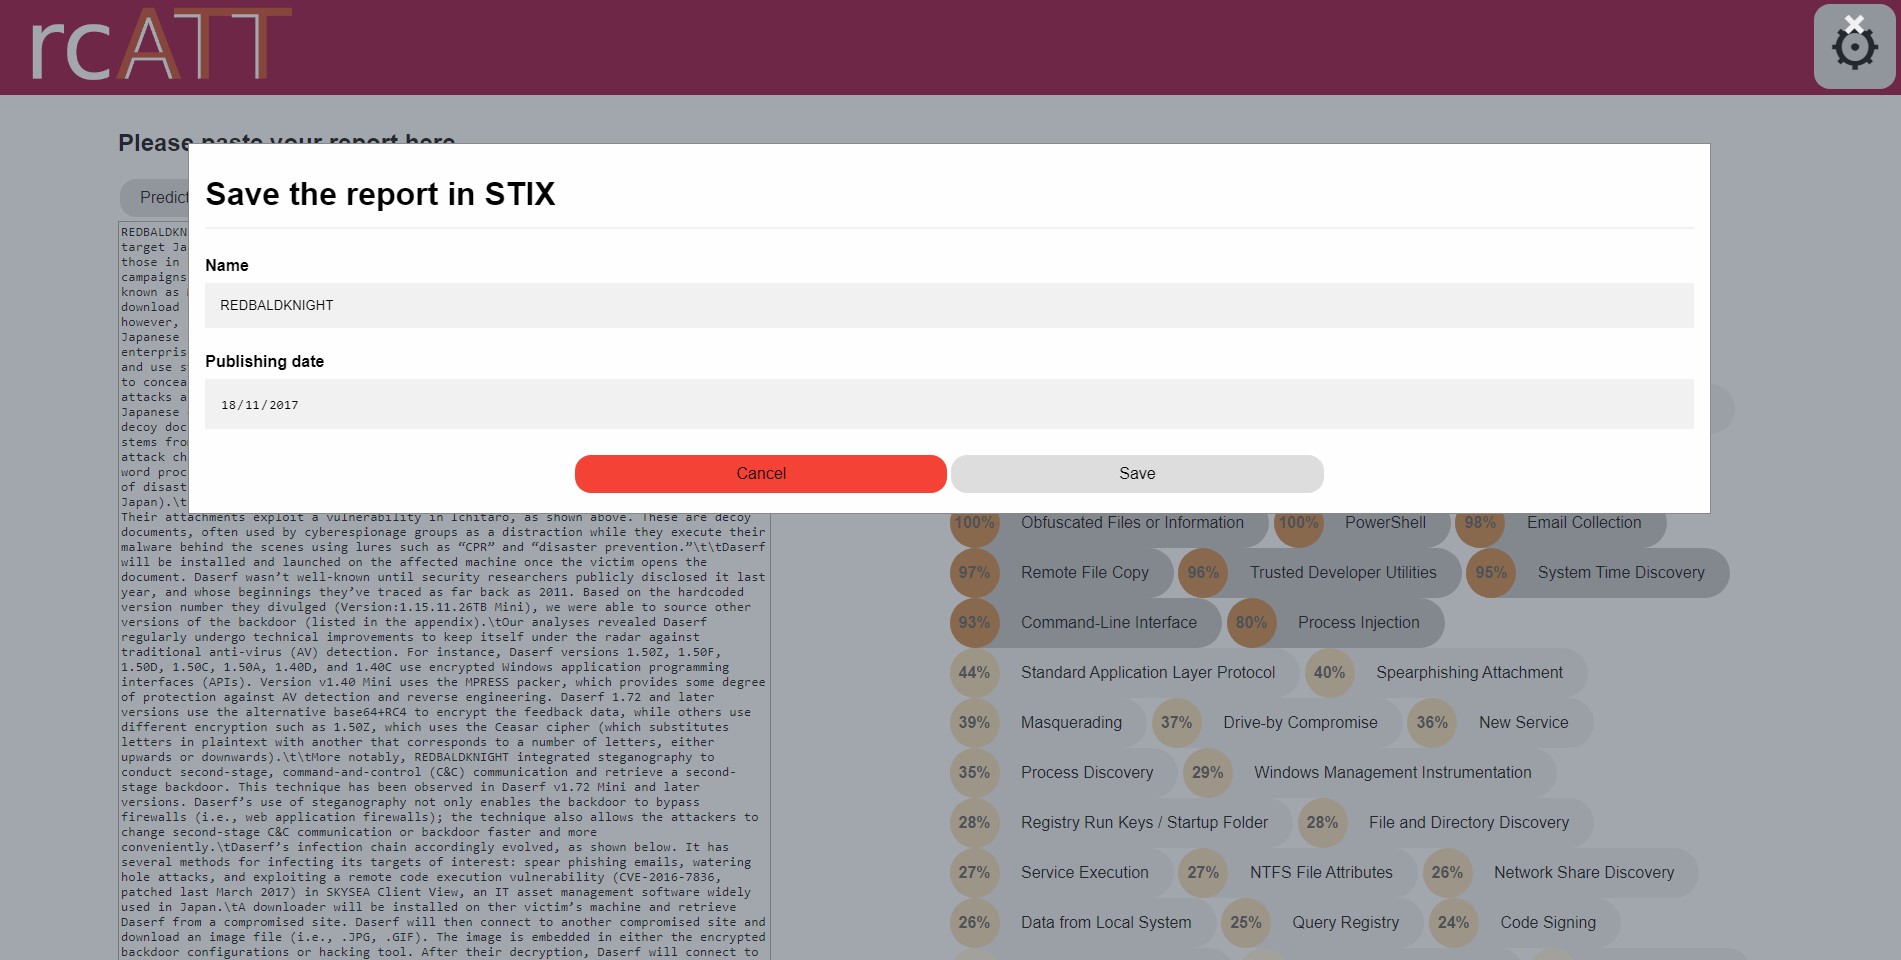 rcATT
Please paste your report here
Predict
Save the report in STIX
Name
REDBALDKNIGHT
Publishing date
18/11/2017
Cancel
Save
REDBALDKN
target Ja
those in
campaigns
known as
download
however,
Japanese
enterpris
and use s
to concea
attacks a
Japanese
decoy doc
stems fro
attack ch
word proc
of disast
Japan).\t
Their attachments exploit a vulnerability in Ichitaro, as shown above. These are decoy
documents, often used by cyberespionage groups as a distraction while they execute their
malware behind the scenes using lures such as “CPR” and “disaster prevention.”\t\tDaserf
will be installed and launched on the affected machine once the victim opens the
document. Daserf wasn’t well-known until security researchers publicly disclosed it last
year, and whose beginnings they’ve traced as far back as 2011. Based on the hardcoded
version number they divulged (Version:1.15.11.26TB Mini), we were able to source other
versions of the backdoor (listed in the appendix).\tOur analyses revealed Daserf
regularly undergo technical improvements to keep itself under the radar against
traditional anti-virus (AV) detection. For instance, Daserf versions 1.50Z, 1.50F,
1.50D, 1.50C, 1.50A, 1.40D, and 1.40C use encrypted Windows application programming
interfaces (APIs). Version v1.40 Mini uses the MPRESS packer, which provides some degree
of protection against AV detection and reverse engineering. Daserf 1.72 and later
versions use the alternative base64+RC4 to encrypt the feedback data, while others use
different encryption such as 1.50Z, which uses the Ceasar cipher (which substitutes
letters in plaintext with another that corresponds to a number of letters, either
upwards or downwards).\t\tMore notably, REDBALDKNIGHT integrated steganography to
conduct second-stage, command-and-control (C&C) communication and retrieve a second-
stage backdoor. This technique has been observed in Daserf v1.72 Mini and later
versions. Daserf’s use of steganography not only enables the backdoor to bypass
firewalls (i.e., web application firewalls); the technique also allows the attackers to
change second-stage C&C communication or backdoor faster and more
conveniently.\tDaserf’s infection chain accordingly evolved, as shown below. It has
several methods for infecting its targets of interest: spear phishing emails, watering
hole attacks, and exploiting a remote code execution vulnerability (CVE-2016-7836,
patched last March 2017) in SKYSEA Client View, an IT asset management software widely
used in Japan.\tA downloader will be installed on ther victim’s machine and retrieve
Daserf from a compromised site. Daserf will then connect to another compromised site and
download an image file (i.e., .JPG, .GIF). The image is embedded in either the encrypted
backdoor configurations or hacking tool. After their decryption, Daserf will connect to
100% Obfuscated Files or Information 100% PowerShell 98% Email Collection
97% Remote File Copy 96% Trusted Developer Utilities 95% System Time Discovery
93% Command-Line Interface 80% Process Injection
44% Standard Application Layer Protocol 40% Spearphishing Attachment
39% Masquerading 37% Drive-by Compromise 36% New Service
35% Process Discovery 29% Windows Management Instrumentation
28% Registry Run Keys / Startup Folder 28% File and Directory Discovery
27% Service Execution 27% NTFS File Attributes 26% Network Share Discovery
26% Data from Local System 25% Query Registry 24% Code Signing